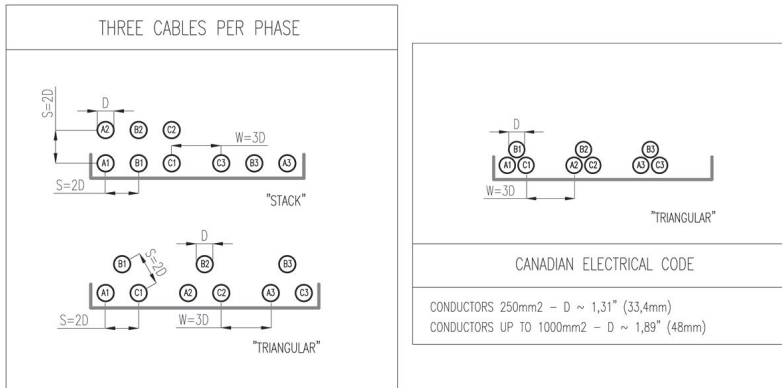 THREE CABLES PER PHASE
S=2D
D
A2 B2 C2
W=3D
A1 B1 C1 C3 B3 A3
S=2D
"STACK"
D
B1 S=2D B2 B3
A1 C1 A2 C2 A3 C3
S=2D W=3D
"TRIANGULAR"
D
B1 B2 B3
A1 C1 A2 C2 A3 C3
W=3D
"TRIANGULAR"
CANADIAN ELECTRICAL CODE
CONDUCTORS 250mm2 – D ~ 1,31" (33,4mm)
CONDUCTORS UP TO 1000mm2 – D ~ 1,89" (48mm)